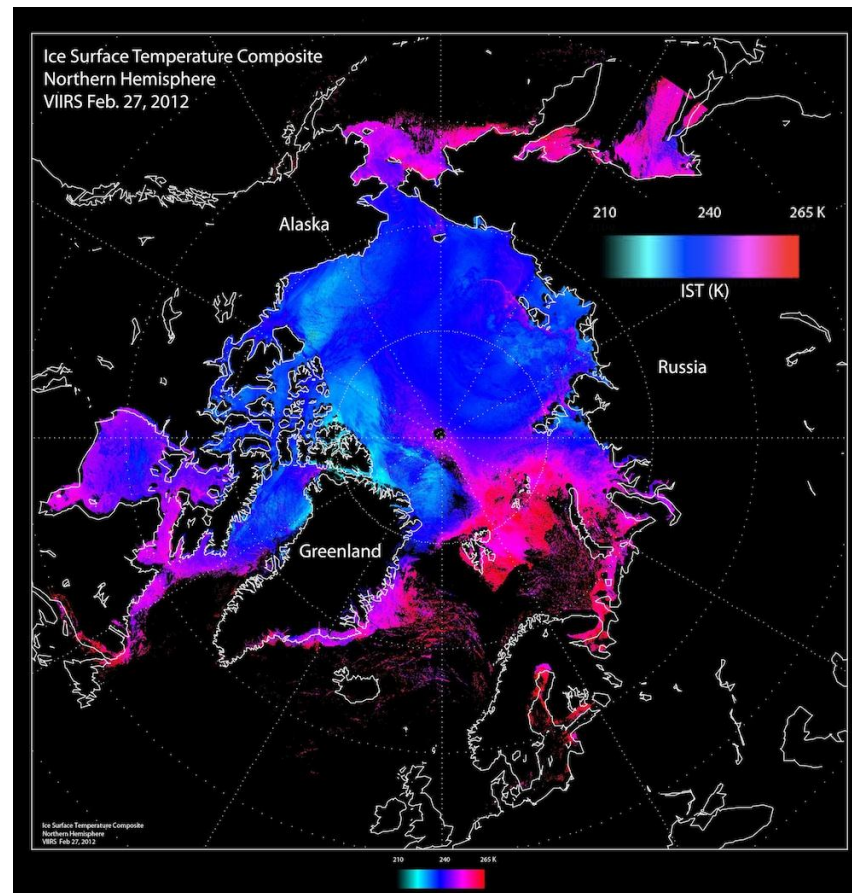 Ice Surface Temperature Composite
Northern Hemisphere
VIIRS Feb. 27, 2012
Alaska
210 240 265 K
IST (K)
Russia
Greenland
Ice Surface Temperature Composite
Northern Hemisphere
VIIRS Feb 27, 2012
210 240 265 K